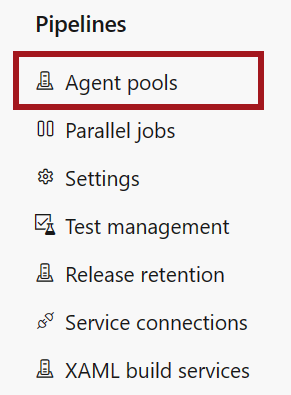 Pipelines
Agent pools
Parallel jobs
Settings
Test management
Release retention
Service connections
XAML build services